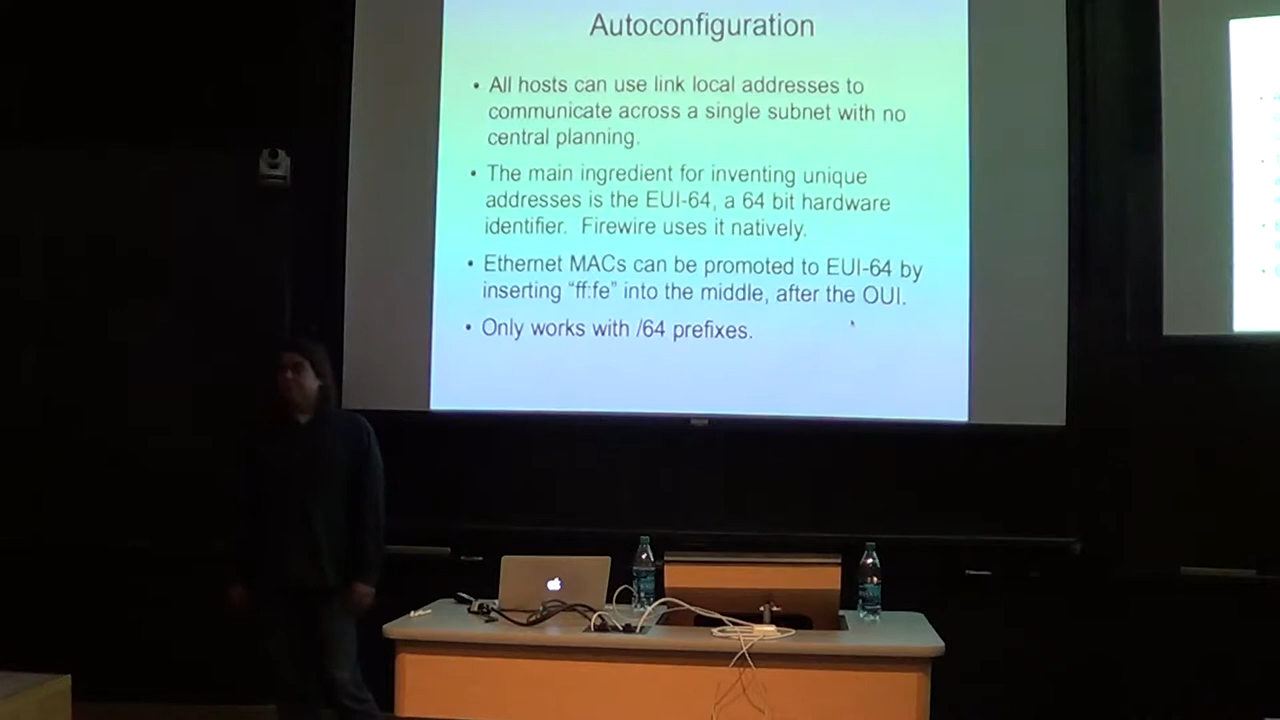 Autoconfiguration
• All hosts can use link local addresses to
communicate across a single subnet with no
central planning.
• The main ingredient for inventing unique
addresses is the EUI-64, a 64 bit hardware
identifier. Firewire uses it natively.
• Ethernet MACs can be promoted to EUI-64 by
inserting “ff:fe” into the middle, after the OUI.
• Only works with /64 prefixes.